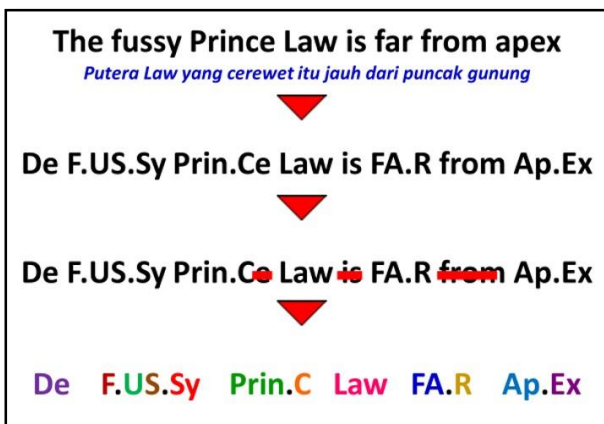 The fussy Prince Law is far from apex
Putera Law yang cerewet itu jauh dari puncak gunung
De F.US.Sy Prin.Ce Law is FA.R from Ap.Ex
De F.US.Sy Prin.Ce Law is FA.R from Ap.Ex
De F.US.Sy Prin.C Law FA.R Ap.Ex